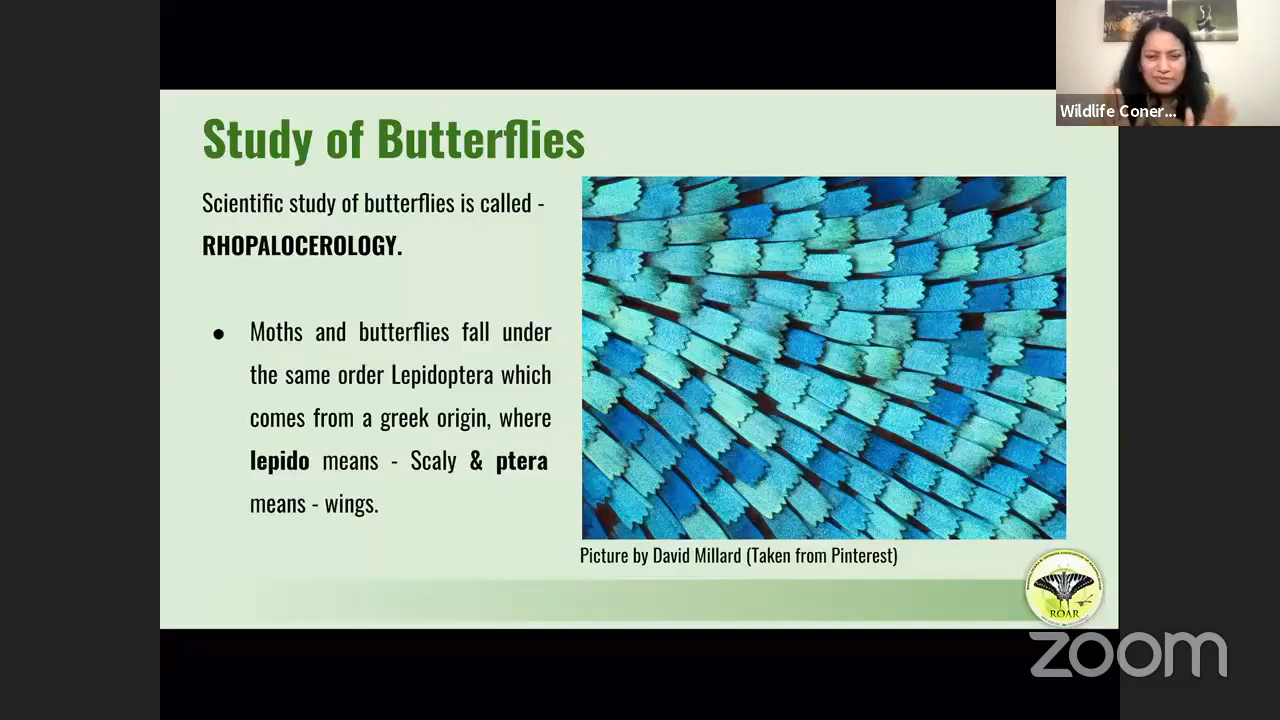 Wildlife Coner...
Study of Butterflies
Scientific study of butterflies is called -
RHOPALOCEROLOGY.
● Moths and butterflies fall under
the same order Lepidoptera which
comes from a greek origin, where
lepido means - Scaly & ptera
means - wings.
Picture by David Millard (Taken from Pinterest)
ROAR
zoom